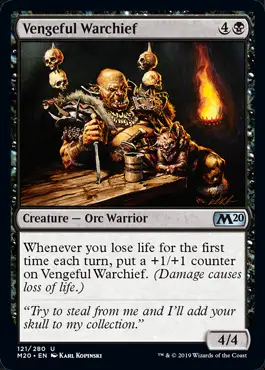 Vengeful Warchief 4
Creature — Orc Warrior M20
Whenever you lose life for the first
time each turn, put a +1/+1 counter
on Vengeful Warchief. (Damage causes
loss of life.)
“Try to steal from me and I’ll add your
skull to my collection.”
4/4
121/280 U
M20 • EN Karl Kopinski ™ & © 2019 Wizards of the Coast